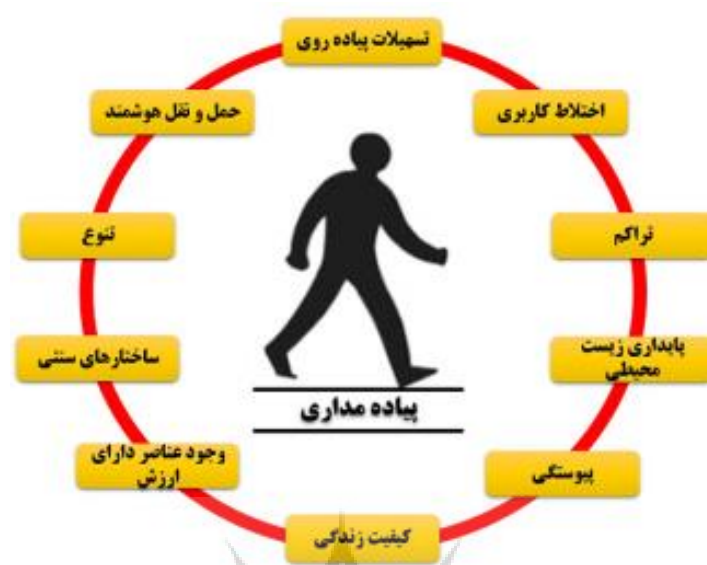 تسهیلات پیاده روی
اختلاط کاربری
تراکم
پایداری زیست
محیطی
پیوستگی
کیفیت زندگی
وجود عناصر دارای
ارزش
ساختارهای سنتی
تنوع
حمل و نقل هوشمند
پیاده مداری